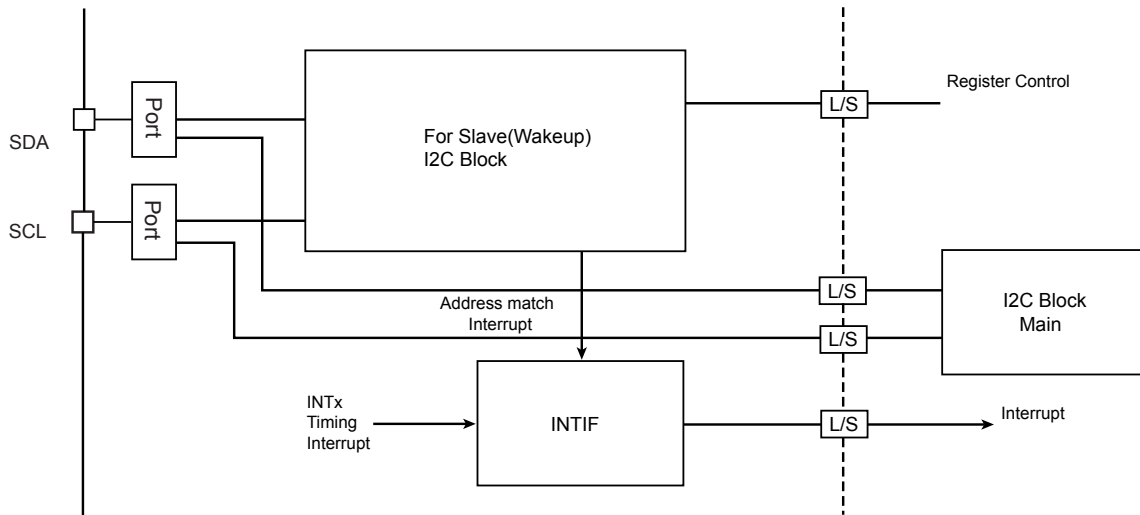 SDA
SCL
Port
Port
For Slave(Wakeup)
I2C Block
L/S
Register Control
Address match
Interrupt
L/S
L/S
I2C Block
Main
INTx
Timing
Interrupt
INTIF
L/S
Interrupt